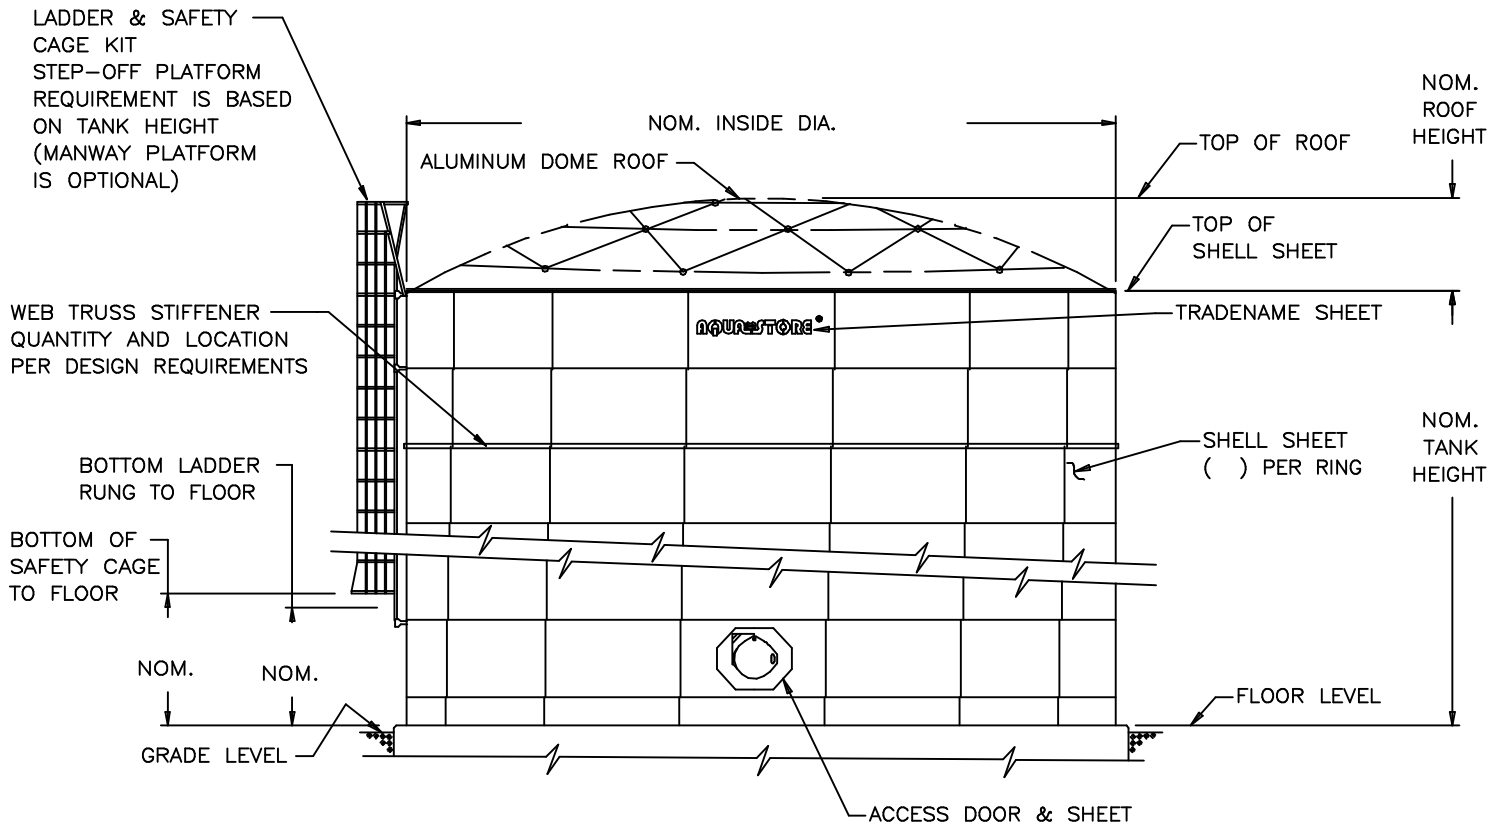 LADDER & SAFETY
CAGE KIT
STEP-OFF PLATFORM
REQUIREMENT IS BASED
ON TANK HEIGHT
(MANWAY PLATFORM
IS OPTIONAL)
NOM. INSIDE DIA.
ALUMINUM DOME ROOF
TOP OF ROOF
NOM.
ROOF
HEIGHT
TOP OF
SHELL SHEET
WEB TRUSS STIFFENER
QUANTITY AND LOCATION
PER DESIGN REQUIREMENTS
AQUASTORE
TRADENAME SHEET
NOM.
TANK
HEIGHT
SHELL SHEET
( ) PER RING
BOTTOM LADDER
RUNG TO FLOOR
BOTTOM OF
SAFETY CAGE
TO FLOOR
NOM.
NOM.
FLOOR LEVEL
GRADE LEVEL
ACCESS DOOR & SHEET